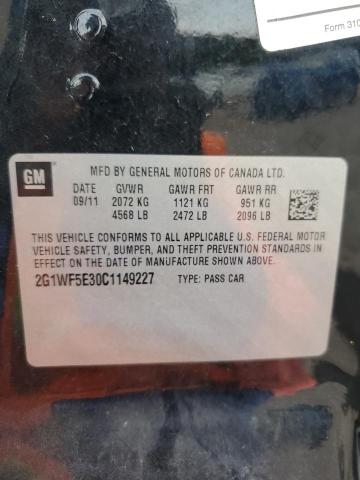 Form 310
GM
MFD BY GENERAL MOTORS OF CANADA LTD.
DATE GVWR GAWR FRT GAWR RR
09/11 2072 KG 1121 KG 951 KG
4568 LB 2472 LB 2096 LB
THIS VEHICLE CONFORMS TO ALL APPLICABLE U.S. FEDERAL MOTOR
VEHICLE SAFETY, BUMPER, AND THEFT PREVENTION STANDARDS
IN EFFECT ON THE DATE OF MANUFACTURE SHOWN ABOVE.
2G1WF5E30C1149227 TYPE: PASS CAR